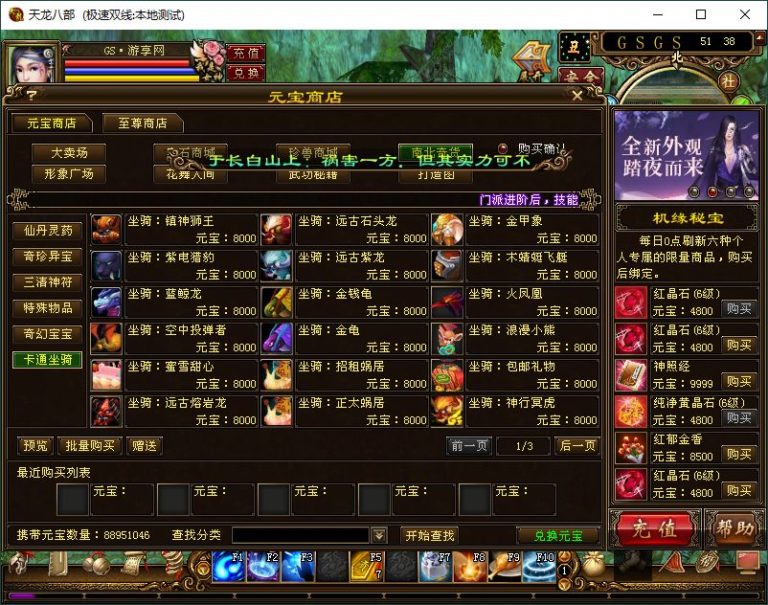 天龙八部 (极速双线:本地测试)
GS·游享网
充值
兑换
丑
GSGS 51 38
北
安全
社
? 元宝商店
元宝商店 至尊商店
大卖场 宝石商城 珍兽商城 南北奇货 购买确认
于长白山上，祸害一方，但其实力可不
形象广场 花舞人间 武功秘籍 打造图
门派进阶后，技能
仙丹灵药
奇珍异宝
三清神符
特殊物品
奇幻宝宝
卡通坐骑
坐骑：镇神狮王 坐骑：远古石头龙 坐骑：金甲象
元宝：8000 元宝：8000 元宝：8000
坐骑：紫电猎豹 坐骑：远古紫龙 坐骑：木蜻蜓飞艇
元宝：8000 元宝：8000 元宝：8000
坐骑：蓝鲸龙 坐骑：金钱龟 坐骑：火凤凰
元宝：8000 元宝：8000 元宝：8000
坐骑：空中投弹者 坐骑：金龟 坐骑：浪漫小熊
元宝：8000 元宝：8000 元宝：8000
坐骑：蜜雪甜心 坐骑：招租蜗居 坐骑：包邮礼物
元宝：8000 元宝：8000 元宝：8000
坐骑：远古熔岩龙 坐骑：正太蜗居 坐骑：神行冥虎
元宝：8000 元宝：8000 元宝：8000
预览 批量购买 赠送 前一页 1/3 后一页
最近购买列表
元宝： 元宝： 元宝： 元宝： 元宝：
携带元宝数量：88951046 查找分类 开始查找 兑换元宝
全新外观
踏夜而来
机缘秘宝
每日0点刷新六种个
人专属的限量商品，购买
后绑定。
红晶石(6级)
元宝：4800 购买
红晶石(6级)
元宝：4800 购买
神照经
元宝：9999 购买
纯净黄晶石(6级)
元宝：4800 购买
红郁金香
元宝：8500 购买
红晶石(6级)
元宝：4800 购买
充值 帮助
F1 F2 F3 F5 F7 F8 F9 F10
7
1